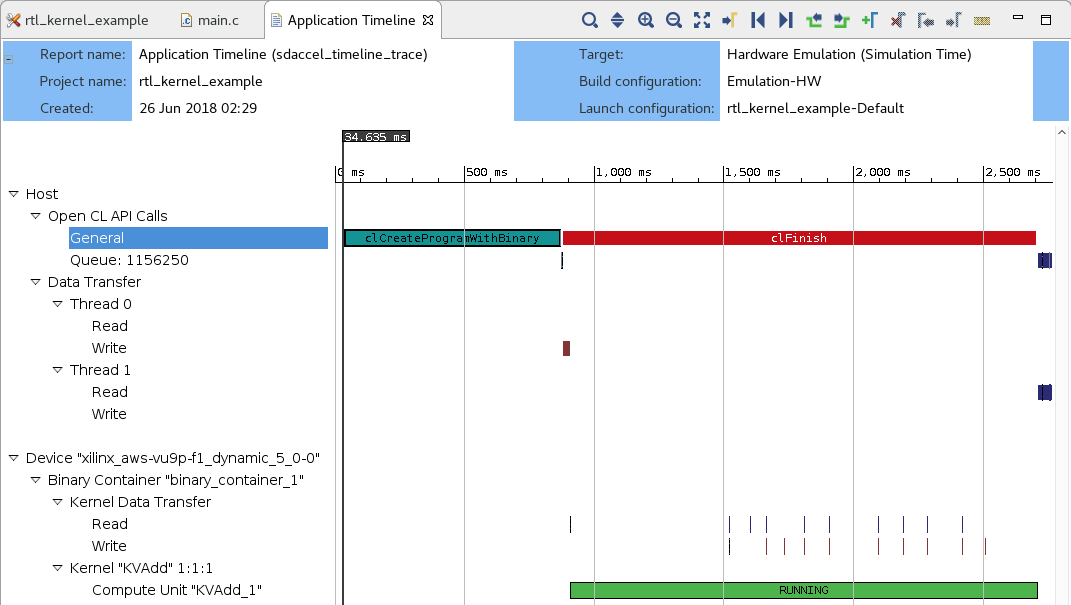 rtl_kernel_example main.c Application Timeline
Report name: Application Timeline (sdaccel_timeline_trace) Target: Hardware Emulation (Simulation Time)
Project name: rtl_kernel_example Build configuration: Emulation-HW
Created: 26 Jun 2018 02:29 Launch configuration: rtl_kernel_example-Default
34.635 ms
0 ms 500 ms 1,000 ms 1,500 ms 2,000 ms 2,500 ms
Host
Open CL API Calls
General clCreateProgramWithBinary clFinish
Queue: 1156250
Data Transfer
Thread 0
Read
Write
Thread 1
Read
Write
Device "xilinx_aws-vu9p-f1_dynamic_5_0-0"
Binary Container "binary_container_1"
Kernel Data Transfer
Read
Write
Kernel "KVAdd" 1:1:1
Compute Unit "KVAdd_1" RUNNING